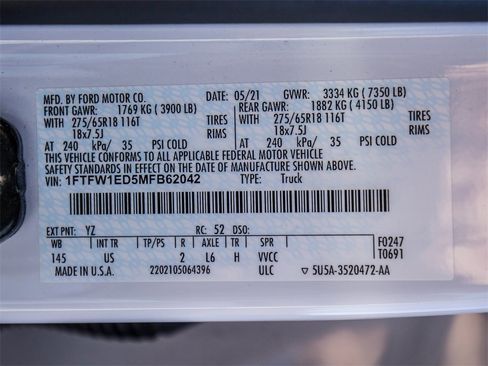 MFD. BY FORD MOTOR CO. DATE: 05/21 GVWR: 3334 KG ( 7350 LB)
FRONT GAWR: 1769 KG ( 3900 LB) REAR GAWR: 1882 KG ( 4150 LB)
WITH 275/65R18 116T TIRES WITH 275/65R18 116T TIRES
18x7.5J RIMS 18x7.5J RIMS
AT 240 kPa/ 35 PSI COLD AT 240 kPa/ 35 PSI COLD
THIS VEHICLE CONFORMS TO ALL APPLICABLE FEDERAL MOTOR VEHICLE
SAFETY STANDARDS IN EFFECT ON THE DATE OF MANUFACTURE SHOWN ABOVE.
VIN: 1FTFW1ED5MFB62042 TYPE: Truck
EXT PNT: YZ RC: 52 DSO: F0247
WB INT TR TP/PS R AXLE TR SPR T0691
145 US 2 L6 H VVCC
MADE IN U.S.A. 2202105064396 ULC ▽ 5U5A-3520472-AA